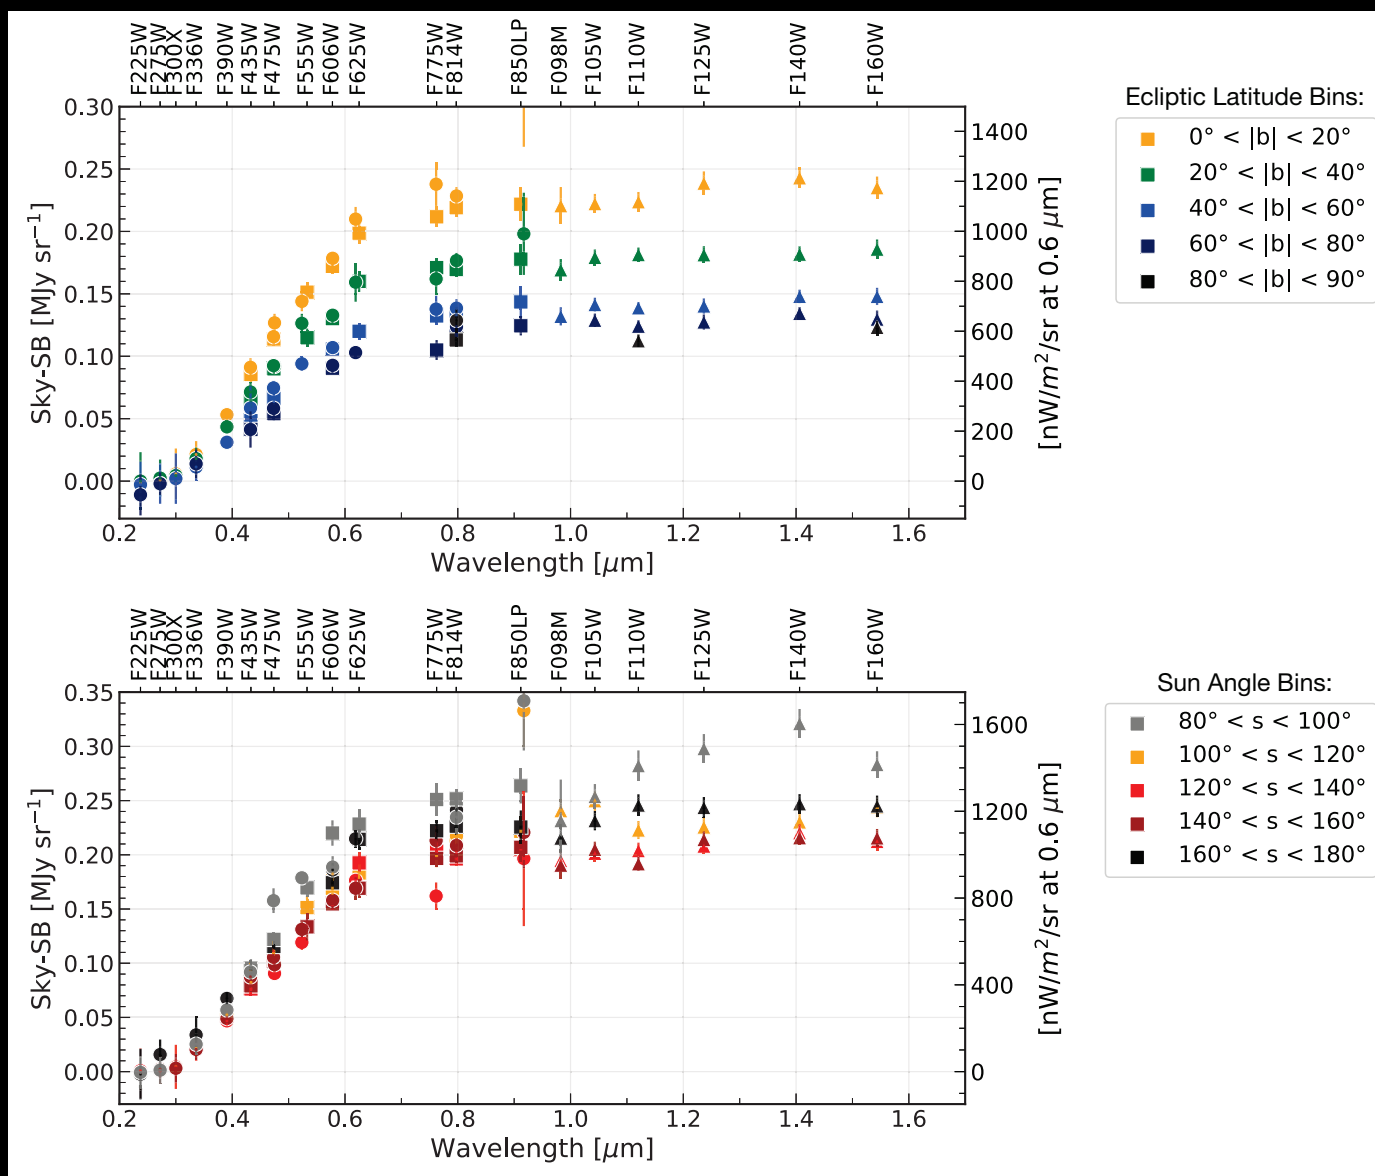 F225W F275W F300X F336W F390W F435W F475W F555W F606W F625W F775W F814W F850LP F098M F105W F110W F125W F140W F160W
0.30
0.25
0.20
0.15
0.10
0.05
0.00
Sky-SB [MJy sr⁻¹]
1400
1200
1000
800
600
400
200
0
[nW/m²/sr at 0.6 μm]
0.2 0.4 0.6 0.8 1.0 1.2 1.4 1.6
Wavelength [μm]
Ecliptic Latitude Bins:
0° < |b| < 20°
20° < |b| < 40°
40° < |b| < 60°
60° < |b| < 80°
80° < |b| < 90°
F225W F275W F300X F336W F390W F435W F475W F555W F606W F625W F775W F814W F850LP F098M F105W F110W F125W F140W F160W
0.35
0.30
0.25
0.20
0.15
0.10
0.05
0.00
Sky-SB [MJy sr⁻¹]
1600
1200
800
400
0
[nW/m²/sr at 0.6 μm]
0.2 0.4 0.6 0.8 1.0 1.2 1.4 1.6
Wavelength [μm]
Sun Angle Bins:
80° < s < 100°
100° < s < 120°
120° < s < 140°
140° < s < 160°
160° < s < 180°